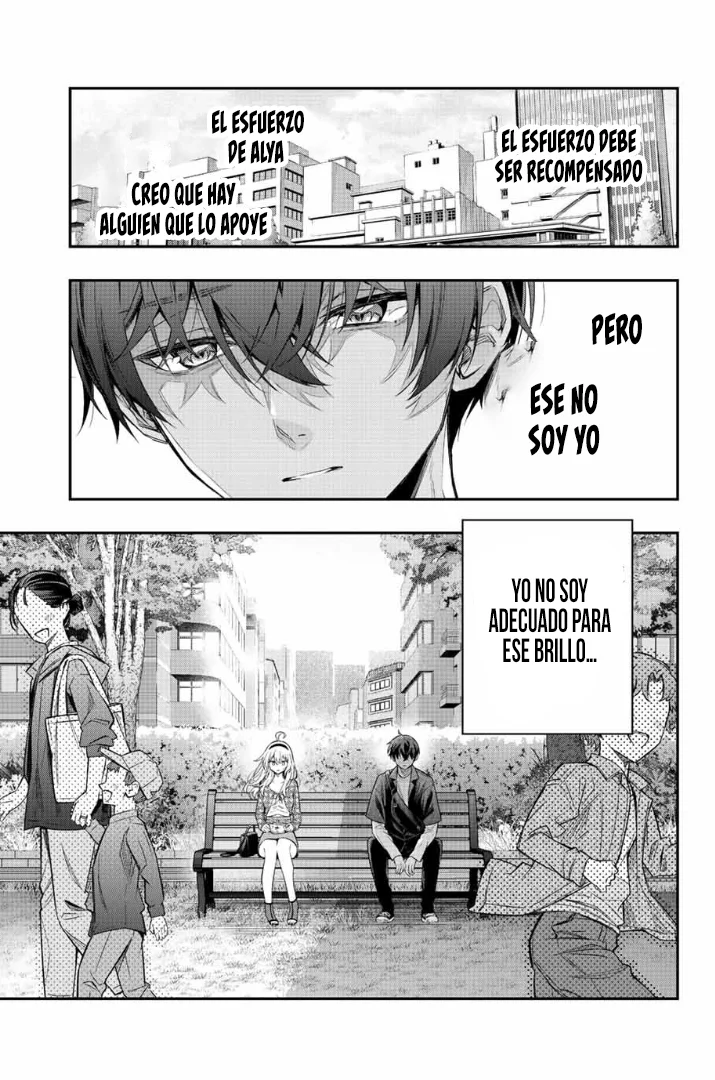 EL ESFUERZO DEBE
SER RECOMPENSADO
EL ESFUERZO
DE ALYA
CREO QUE HAY
ALGUIEN QUE LO APOYE
PERO
ESE NO
SOY YO
YO NO SOY
ADECUADO PARA
ESE BRILLO...